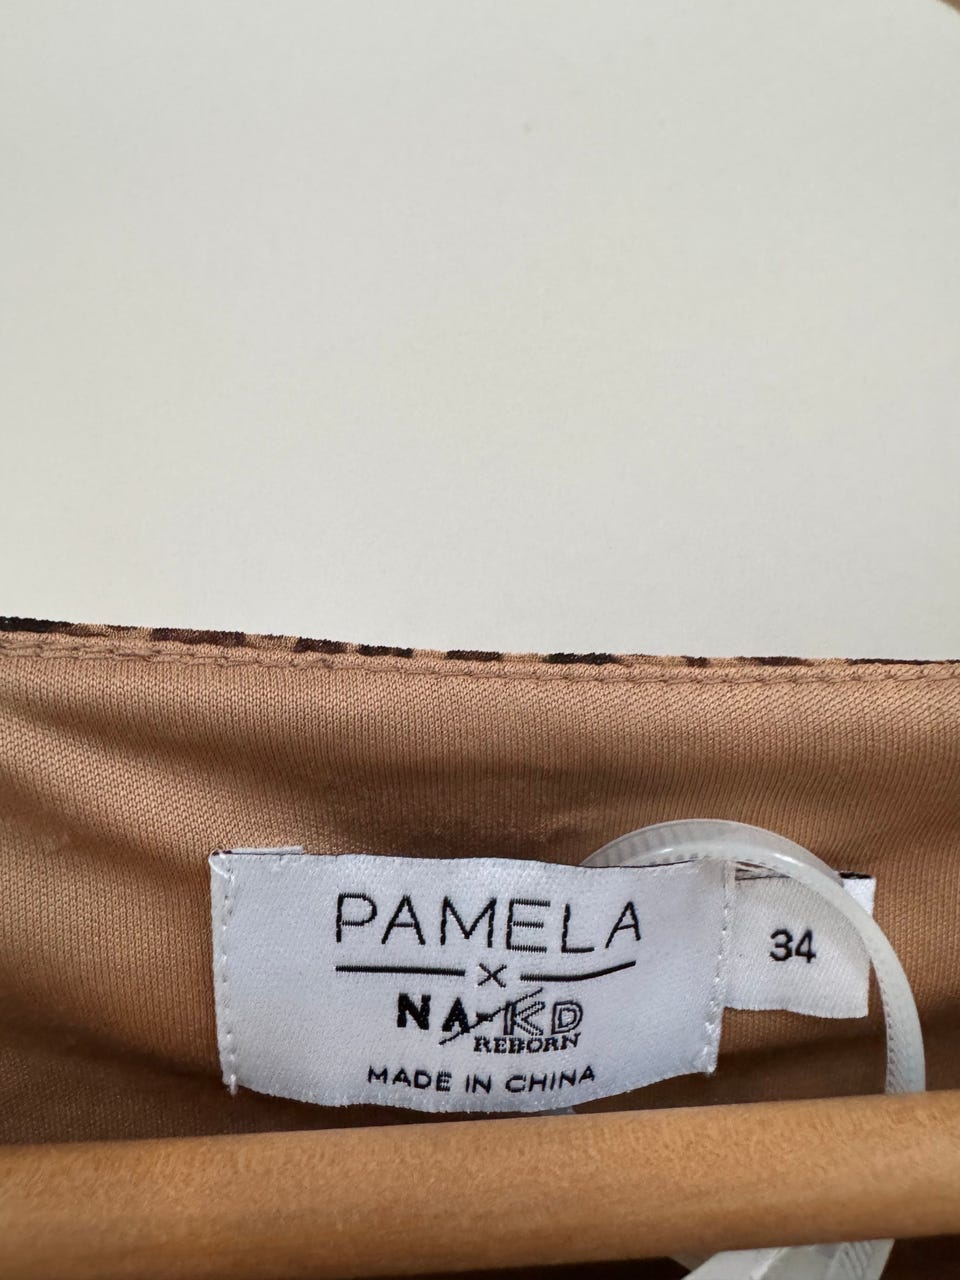 PAMELA
X
NA-KD
REBORN
MADE IN CHINA
34